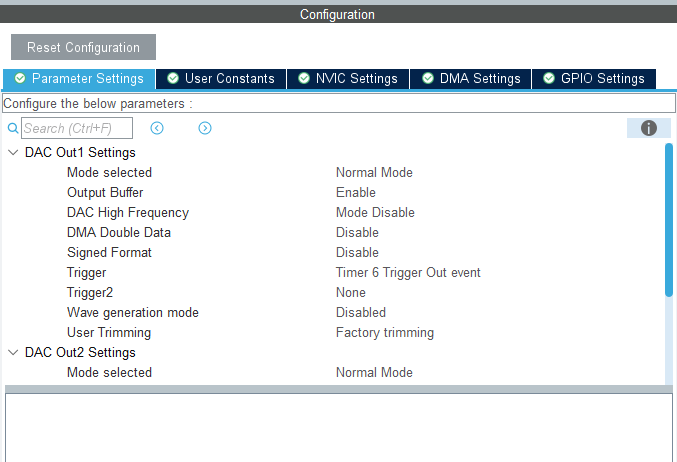 Configuration
Reset Configuration
Parameter Settings User Constants NVIC Settings DMA Settings GPIO Settings
Configure the below parameters :
Search (Ctrl+F)
DAC Out1 Settings
Mode selected Normal Mode
Output Buffer Enable
DAC High Frequency Mode Disable
DMA Double Data Disable
Signed Format Disable
Trigger Timer 6 Trigger Out event
Trigger2 None
Wave generation mode Disabled
User Trimming Factory trimming
DAC Out2 Settings
Mode selected Normal Mode